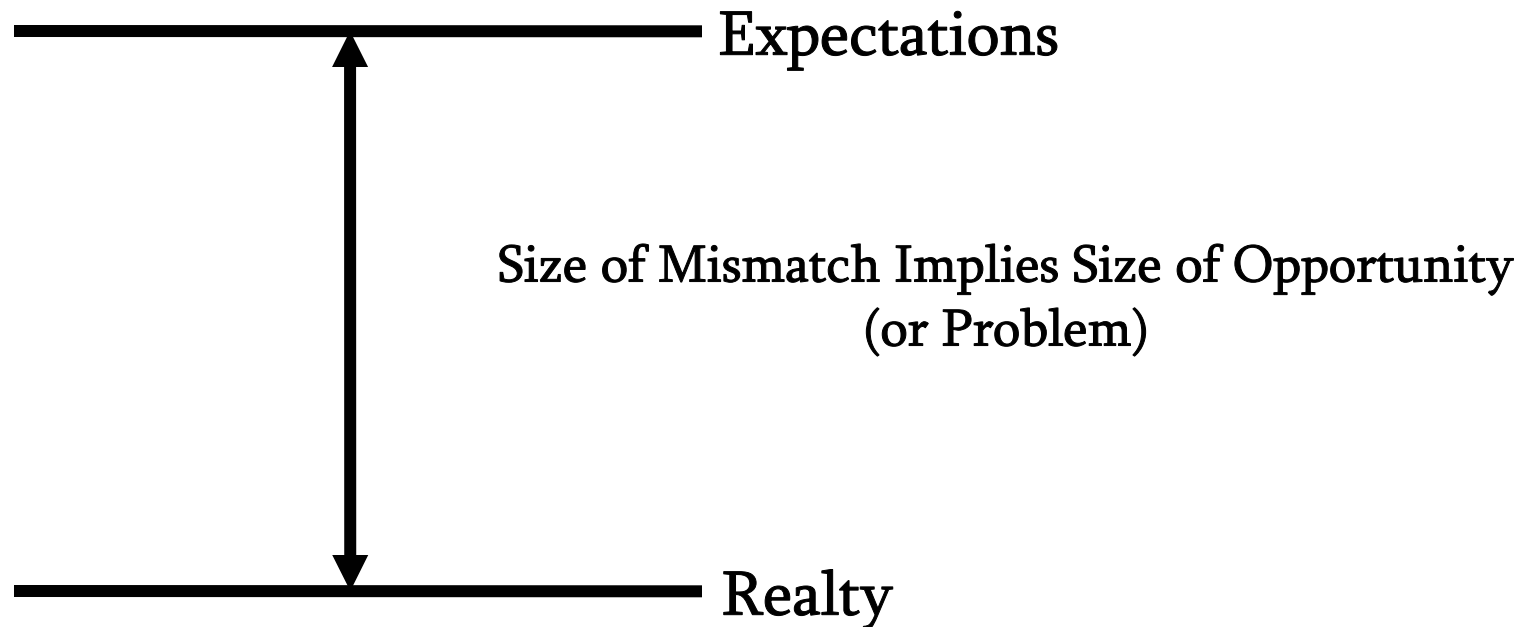 Expectations
Size of Mismatch Implies Size of Opportunity
(or Problem)
Realty